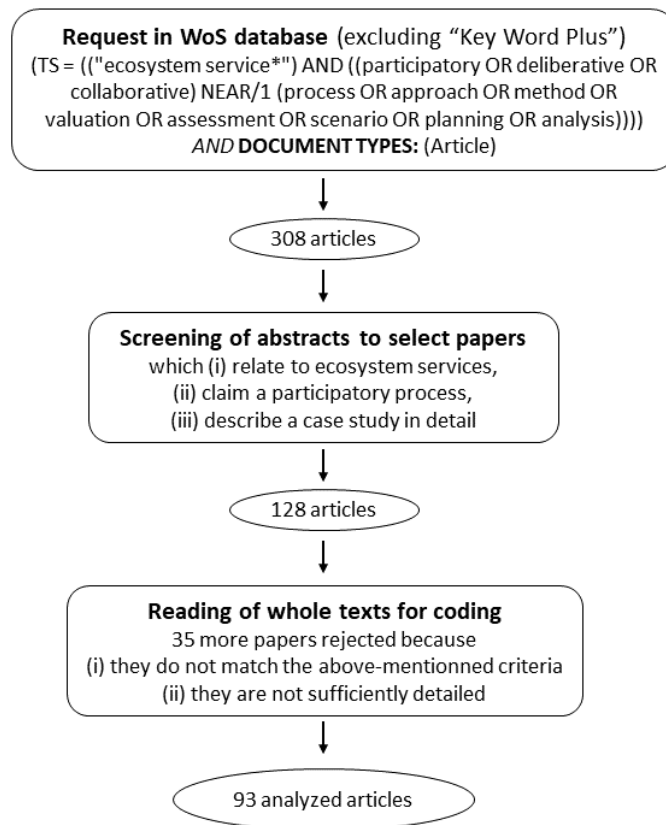 Request in WoS database (excluding “Key Word Plus”)
(TS = (("ecosystem service*") AND ((participatory OR deliberative OR
collaborative) NEAR/1 (process OR approach OR method OR
valuation OR assessment OR scenario OR planning OR analysis))))
AND DOCUMENT TYPES: (Article)
308 articles
Screening of abstracts to select papers
which (i) relate to ecosystem services,
(ii) claim a participatory process,
(iii) describe a case study in detail
128 articles
Reading of whole texts for coding
35 more papers rejected because
(i) they do not match the above-mentionned criteria
(ii) they are not sufficiently detailed
93 analyzed articles